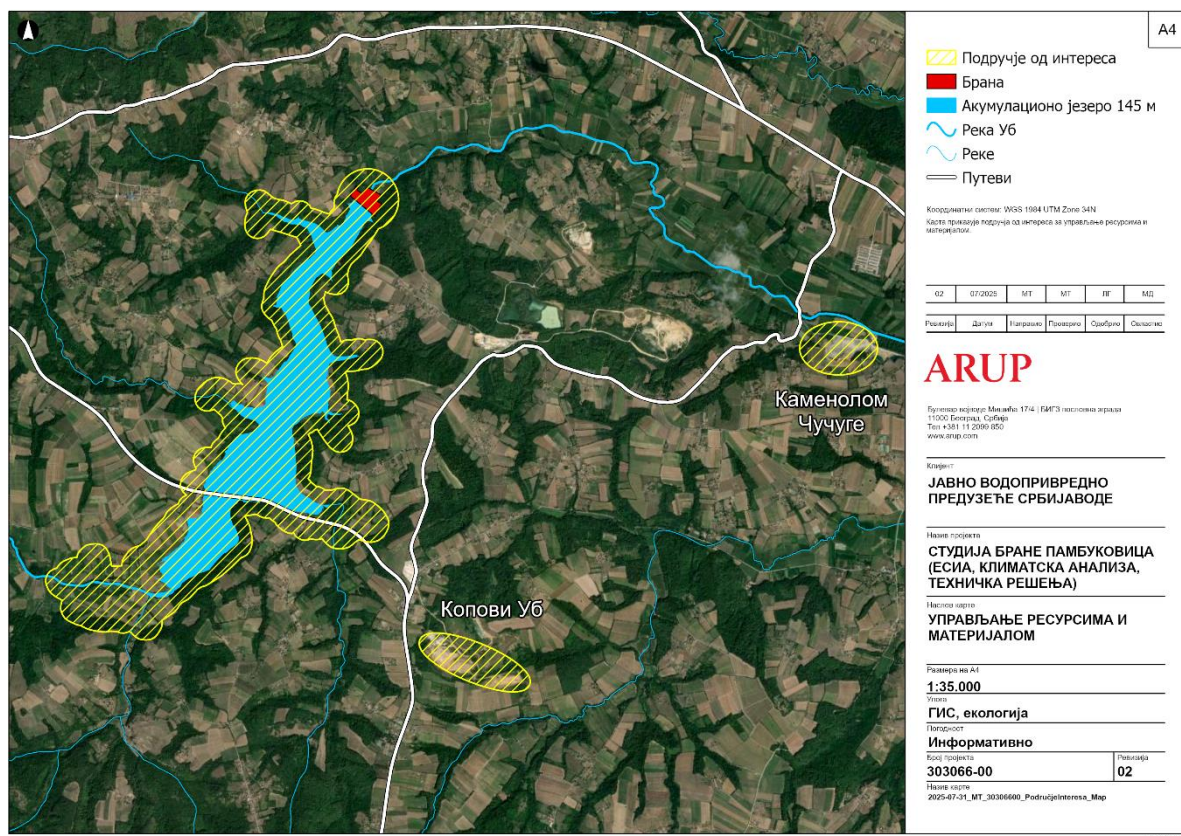 A4
Подручје од интереса
Брана
Акумулационо језеро 145 м
Река Уб
Реке
Путеви
Координатни систем: WGS 1984 UTM Zone 34N
Карта приказује подручја од интереса за управљање ресурсима и
материјалом.
02 07/2025 МТ МТ ЛГ МД
Ревизија Датум Направио Проверио Одобрио Овластио
ARUP
Булевар војводе Мишића 17/4 | БИГЗ пословна зграда
11000 Београд, Србија
Тел +381 11 2099 850
www.arup.com
Клијент
ЈАВНО ВОДОПРИВРЕДНО
ПРЕДУЗЕЋЕ СРБИЈАВОДЕ
Назив пројекта
СТУДИЈА БРАНЕ ПАМБУКОВИЦА
(ЕСИА, КЛИМАТСКА АНАЛИЗА,
ТЕХНИЧКА РЕШЕЊА)
Наслов карте
УПРАВЉАЊЕ РЕСУРСИМА И
МАТЕРИЈАЛОМ
Размера на А4
1:35.000
Улога
ГИС, екологија
Погодност
Информативно
Број пројекта Ревизија
303066-00 02
Назив карте
2025-07-31_MT_30306600_PodručjeInteresa_Map
Каменолом
Чучуге
Копови Уб